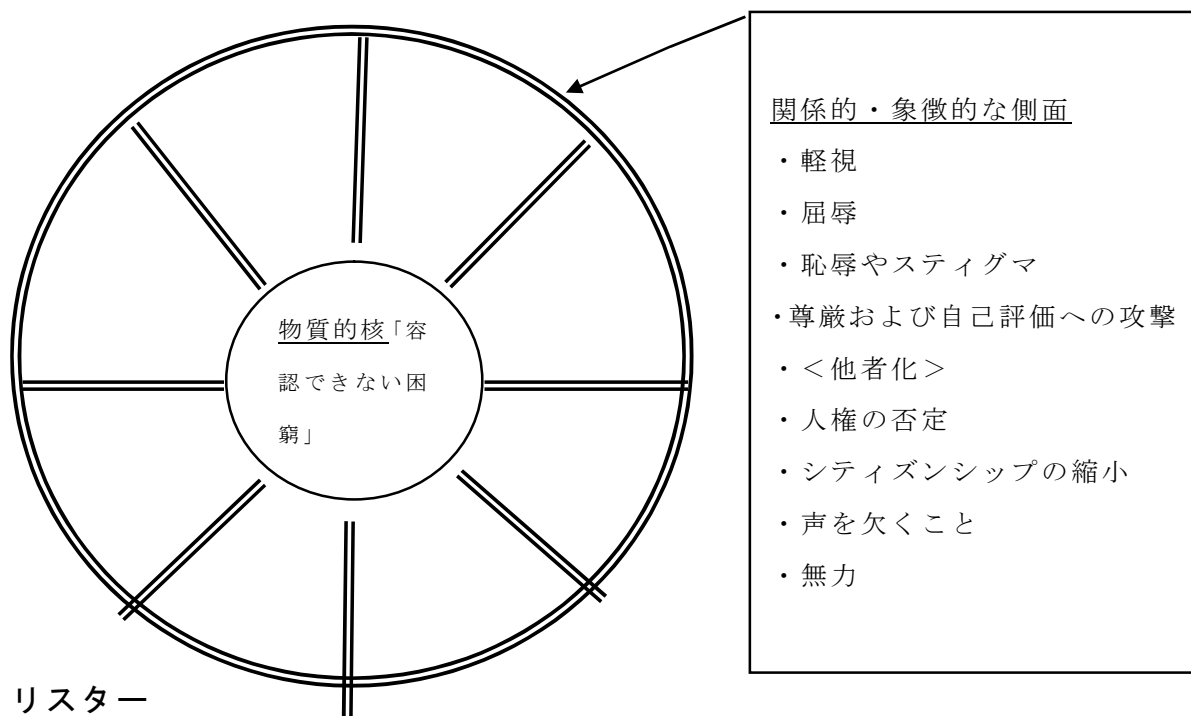 物質的核「容
認できない困
窮」
関係的・象徴的な側面
・軽視
・屈辱
・恥辱やスティグマ
・尊厳および自己評価への攻撃
・＜他者化＞
・人権の否定
・シティズンシップの縮小
・声を欠くこと
・無力
リスター